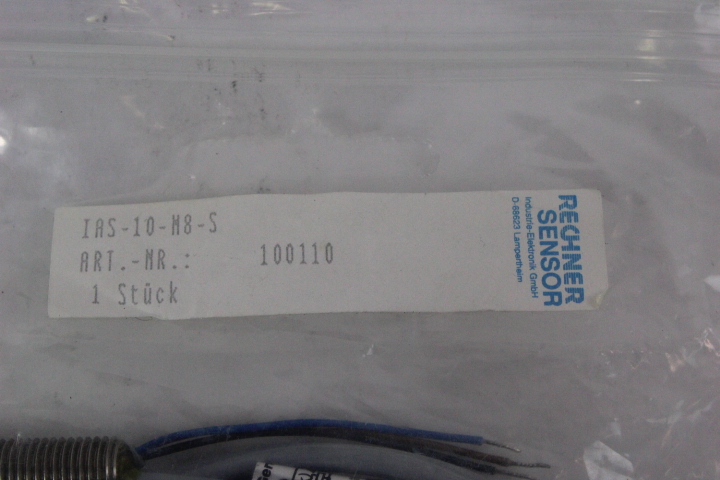 IAS-10-M8-S
ART.-NR.: 100110
1 Stück
RECHNER
SENSOR
Industrie-Elektronik GmbH
D-68623 Lampertheim